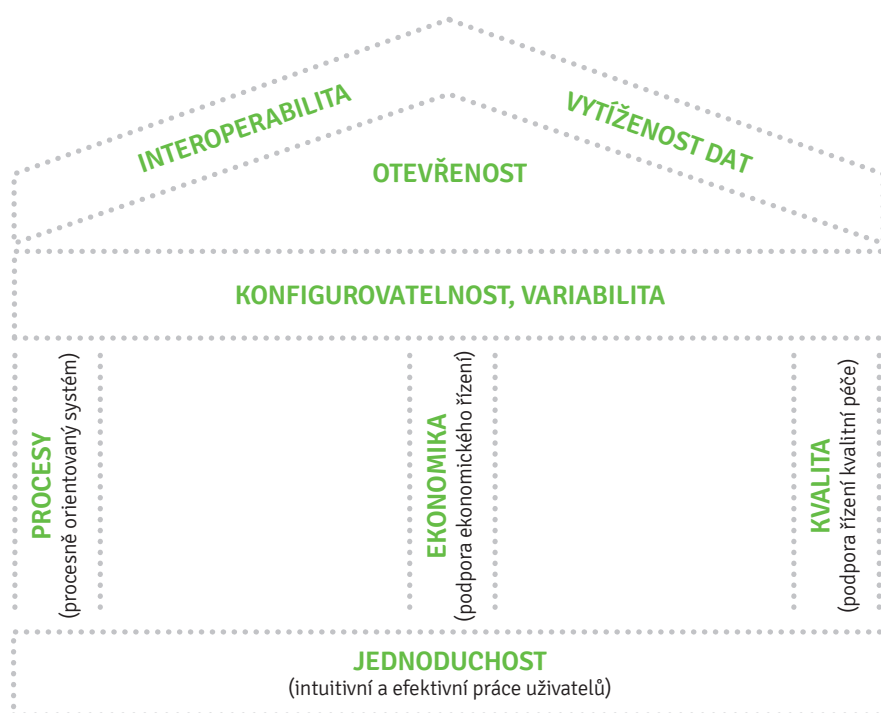 INTEROPERABILITA
VYTÍŽENOST DAT
OTEVŘENOST
KONFIGUROVATELNOST, VARIABILITA
PROCESY
(procesně orientovaný systém)
EKONOMIKA
(podpora ekonomického řízení)
KVALITA
(podpora řízení kvalitní péče)
JEDNODUCHOST
(intuitivní a efektivní práce uživatelů)